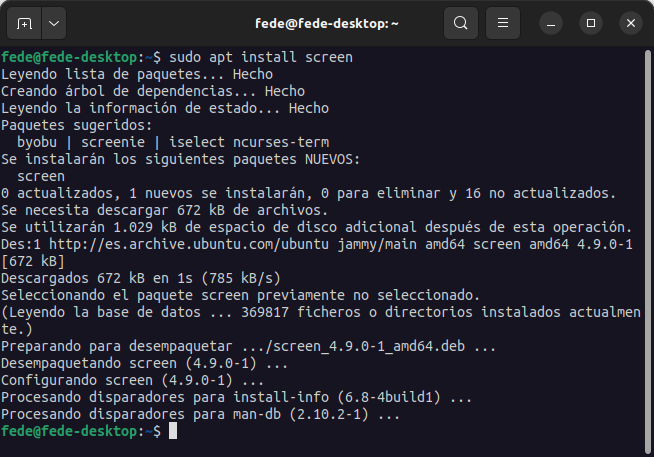 fede@fede-desktop: ~
fede@fede-desktop:~$ sudo apt install screen
Leyendo lista de paquetes... Hecho
Creando árbol de dependencias... Hecho
Leyendo la información de estado... Hecho
Paquetes sugeridos:
  byobu | screenie | iselect ncurses-term
Se instalarán los siguientes paquetes NUEVOS:
  screen
0 actualizados, 1 nuevos se instalarán, 0 para eliminar y 16 no actualizados.
Se necesita descargar 672 kB de archivos.
Se utilizarán 1.029 kB de espacio de disco adicional después de esta operación.
Des:1 http://es.archive.ubuntu.com/ubuntu jammy/main amd64 screen amd64 4.9.0-1
[672 kB]
Descargados 672 kB en 1s (785 kB/s)
Seleccionando el paquete screen previamente no seleccionado.
(Leyendo la base de datos ... 369817 ficheros o directorios instalados actualmen
te.)
Preparando para desempaquetar .../screen_4.9.0-1_amd64.deb ...
Desempaquetando screen (4.9.0-1) ...
Configurando screen (4.9.0-1) ...
Procesando disparadores para install-info (6.8-4build1) ...
Procesando disparadores para man-db (2.10.2-1) ...
fede@fede-desktop:~$